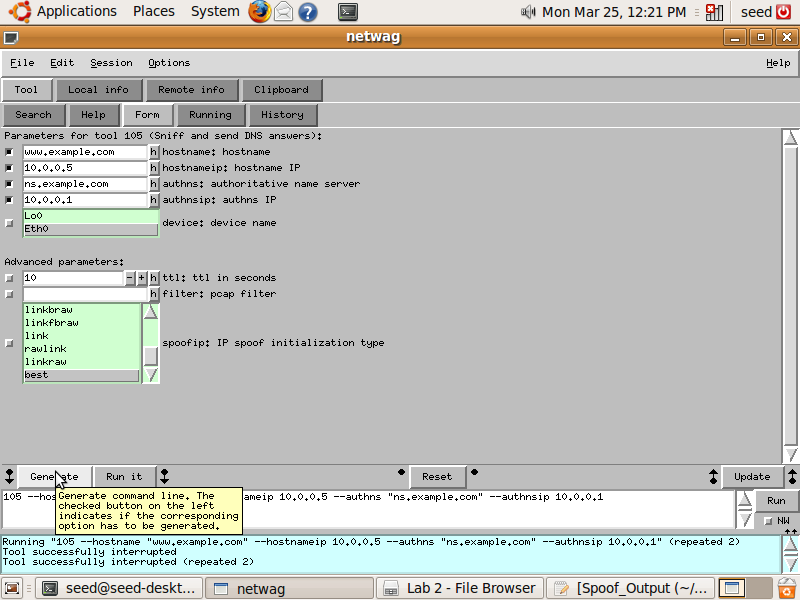 Applications Places System Mon Mar 25, 12:21 PM seed
netwag
File Edit Session Options Help
Tool Local info Remote info Clipboard
Search Help Form Running History
Parameters for tool 105 (Sniff and send DNS answers):
www.example.com h hostname: hostname
10.0.0.5 h hostnameip: hostname IP
ns.example.com h authns: authoritative name server
10.0.0.1 h authnsip: authns IP
Lo0
Eth0
device: device name
Advanced parameters:
10 - + h ttl: ttl in seconds
h filter: pcap filter
linkbraw
linkfbraw
link
rawlink
linkraw
best
spoofip: IP spoof initialization type
Generate Run it Reset Update
105 --hos
ameip 10.0.0.5 --authns "ns.example.com" --authnsip 10.0.0.1
Run
NW
Generate command line. The
checked button on the left
indicates if the corresponding
option has to be generated.
Running "105 --hostname "www.example.com" --hostnameip 10.0.0.5 --authns "ns.example.com" --authnsip 10.0.0.1" (repeated 2)
Tool successfully interrupted
Tool successfully interrupted (repeated 2)
seed@seed-deskt... netwag Lab 2 - File Browser [Spoof_Output (~/...